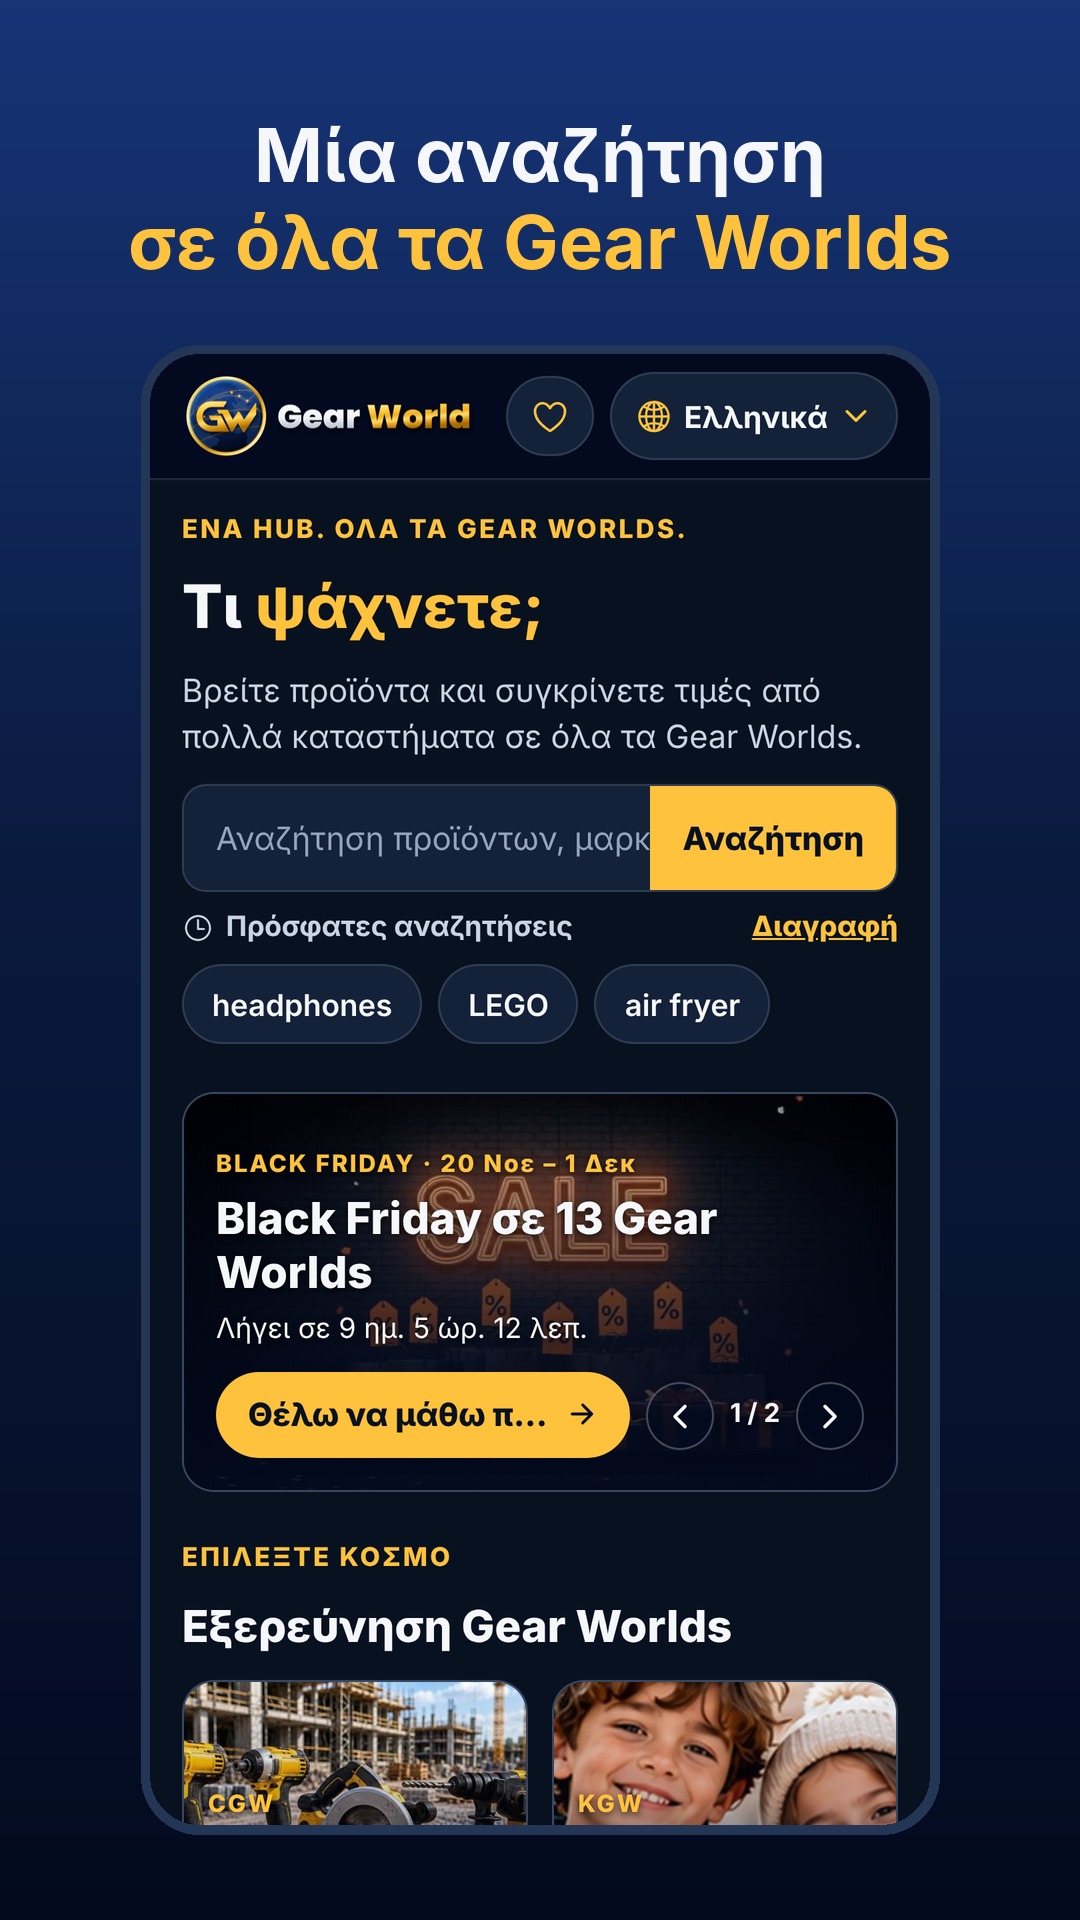 Μία αναζήτηση
σε όλα τα Gear Worlds
GW Gear World
Ελληνικά
ΕΝΑ HUB. ΟΛΑ ΤΑ GEAR WORLDS.
Τι ψάχνετε;
Βρείτε προϊόντα και συγκρίνετε τιμές από
πολλά καταστήματα σε όλα τα Gear Worlds.
Αναζήτηση προϊόντων, μαρκ
Αναζήτηση
Πρόσφατες αναζητήσεις
Διαγραφή
headphones
LEGO
air fryer
SALE
BLACK FRIDAY · 20 Νοε – 1 Δεκ
Black Friday σε 13 Gear
Worlds
% % % %
Λήγει σε 9 ημ. 5 ώρ. 12 λεπ.
Θέλω να μάθω π... →
1 / 2
ΕΠΙΛΕΞΤΕ ΚΟΣΜΟ
Εξερεύνηση Gear Worlds
CGW
KGW